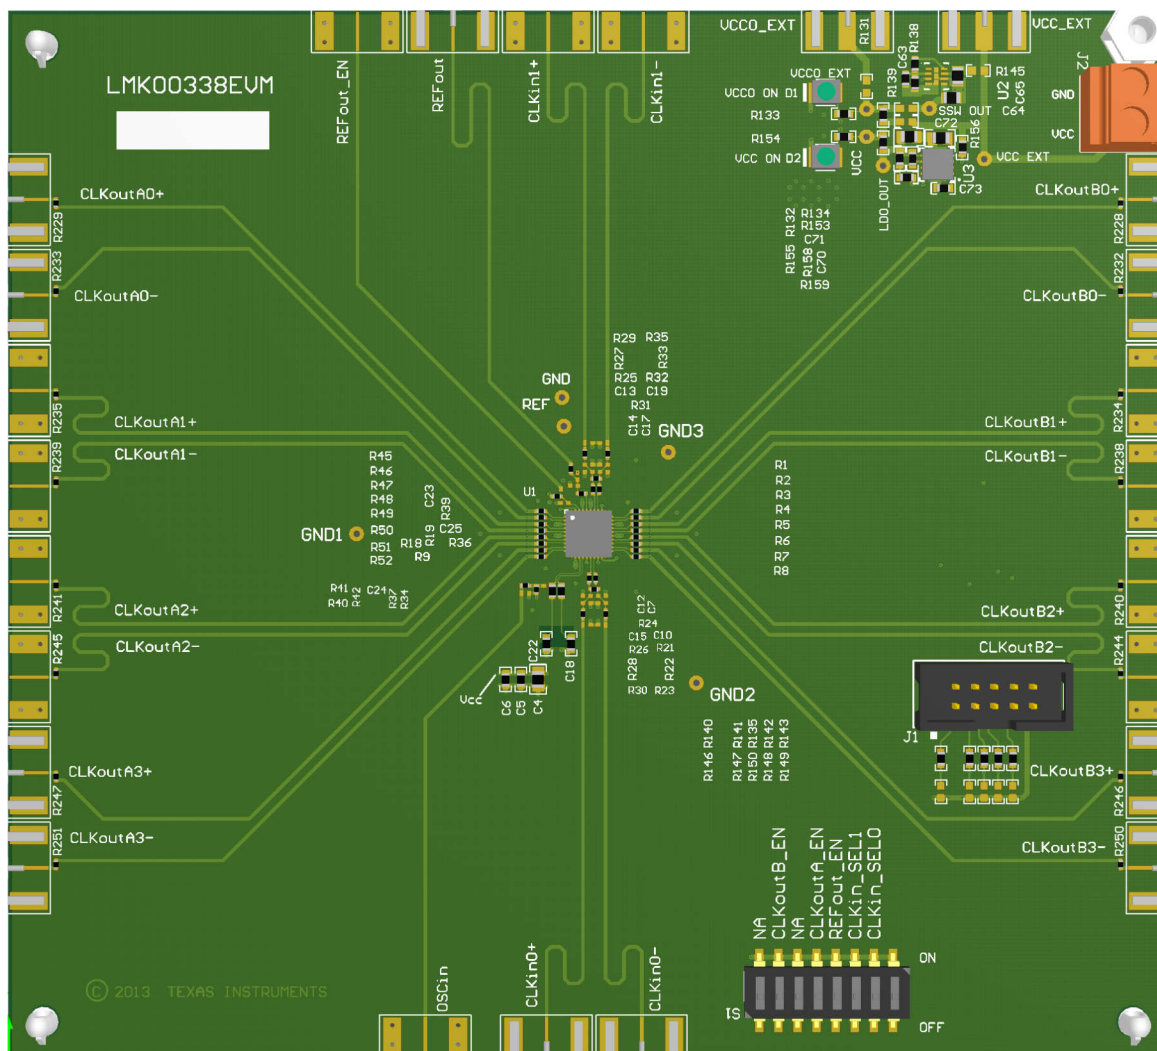 VCCO_EXT
R131
R138
VCC_EXT
J2
LMK00338EVM
REFout_EN
REFout
CLKin1+
CLKin1-
VCCO EXT
VCCO ON D1
R139
C63
U2
R145
C65
C64
GND
VCC
R133
R154
VCC ON D2
VCC
LDO_OUT
C72
SSW OUT
R156
U3
C73
VCC EXT
CLKoutA0+
R229
R233
CLKoutA0-
CLKoutB0+
R228
R232
CLKoutB0-
R132
R134
R153
C71
R155
R158
C70
R159
R29
R35
R27
R33
R25
R32
C13
C19
R31
C14
C17
GND
REF
GND3
R235
CLKoutA1+
R239
CLKoutA1-
CLKoutB1+
R234
CLKoutB1-
R238
R45
R46
R47
R48
R49
R50
R51
R52
C23
R39
R19
C25
R18
R9
R36
U1
GND1
R1
R2
R3
R4
R5
R6
R7
R8
R41
R40
R42
C24
R37
R34
R241
CLKoutA2+
R245
CLKoutA2-
CLKoutB2+
R240
CLKoutB2-
R244
C12
C7
R24
C15
C10
R26
R21
R28
R22
R30
R23
C22
C18
Vcc
C6
C5
C4
GND2
R146
R140
R147
R141
R150
R135
R148
R142
R149
R143
J1
R247
CLKoutA3+
R251
CLKoutA3-
CLKoutB3+
R246
CLKoutB3-
R250
NA
CLKoutB_EN
NA
CLKoutA_EN
REFout_EN
CLKin_SEL1
CLKin_SEL0
ON
S1
OFF
© 2013 TEXAS INSTRUMENTS
OSCin
CLKin0+
CLKin0-